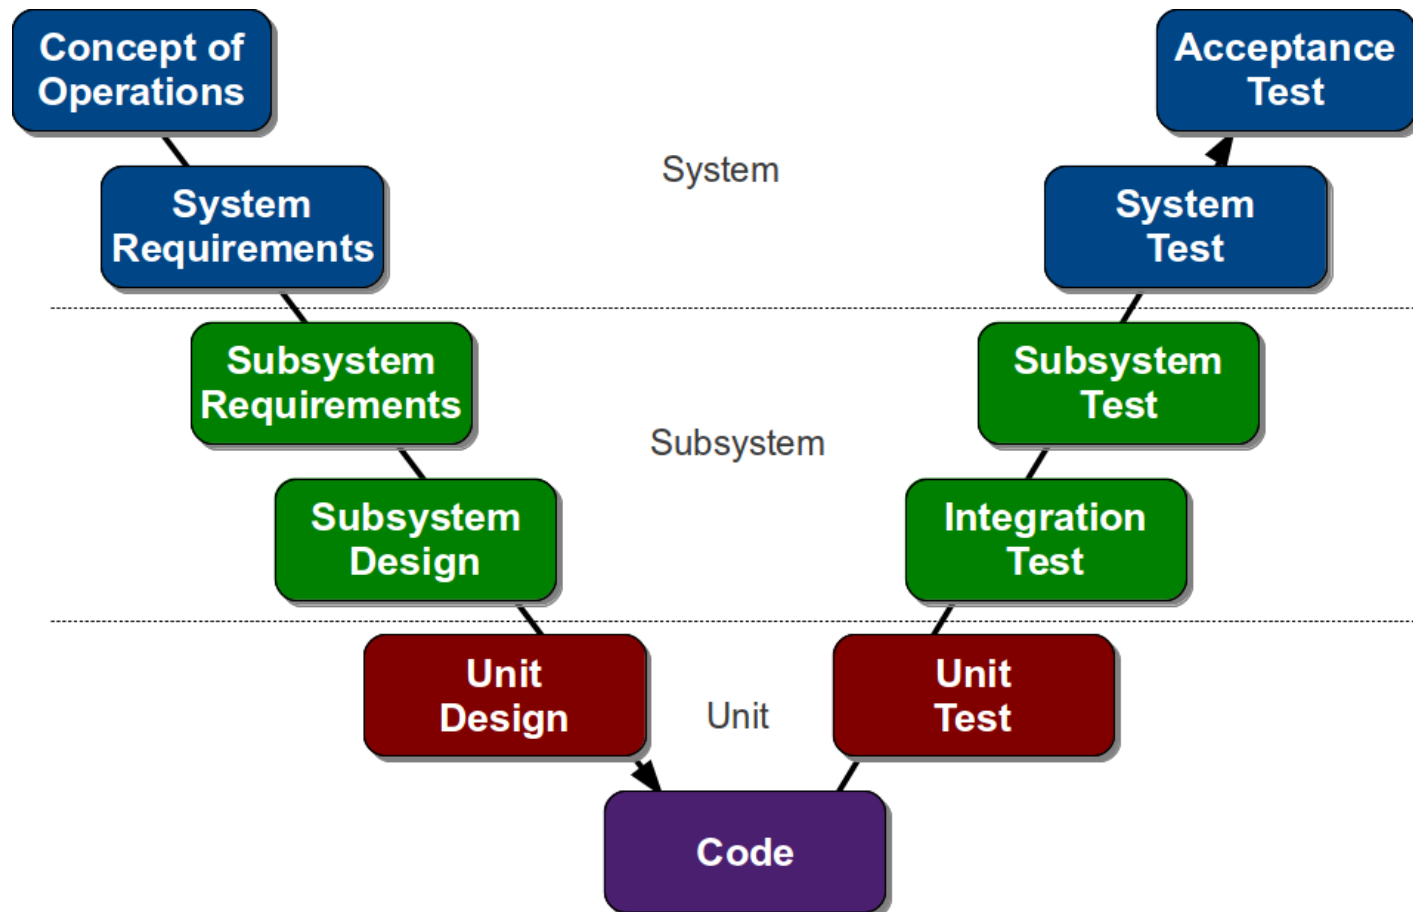 Concept of
Operations
Acceptance
Test
System
System
Requirements
System
Test
Subsystem
Requirements
Subsystem
Test
Subsystem
Subsystem
Design
Integration
Test
Unit
Design
Unit
Unit
Test
Code